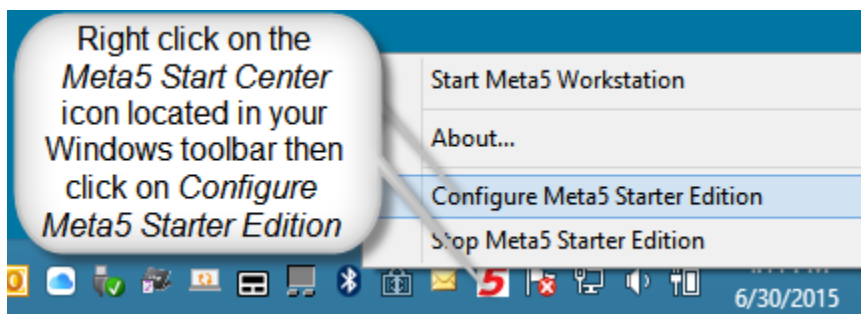 Right click on the
Meta5 Start Center
icon located in your
Windows toolbar then
click on Configure
Meta5 Starter Edition
Start Meta5 Workstation
About...
Configure Meta5 Starter Edition
Stop Meta5 Starter Edition
5
6/30/2015